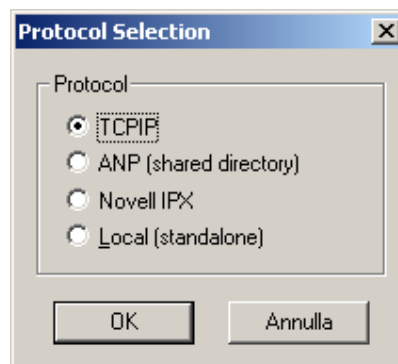 Protocol Selection
Protocol
TCPIP
ANP (shared directory)
Novell IPX
Local (standalone)
OK Annulla